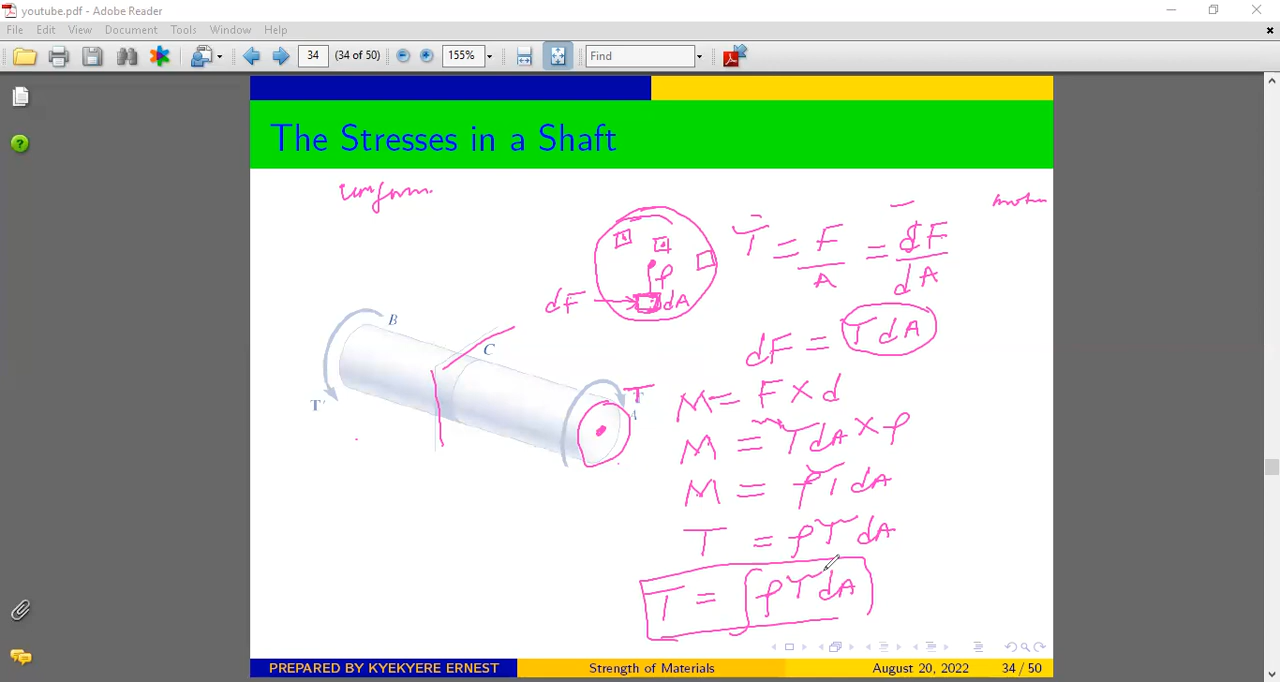 youtube.pdf - Adobe Reader
File Edit View Document Tools Window Help
34 (34 of 50) 155% Find
The Stresses in a Shaft
uniform.
τ = F/A = dF/dA
ρ
dF dA
dF = τ dA
B
C
T'
T
A
M = F × d
M = τ dA × ρ
M = ρ τ dA
T = ρ τ dA
T = ∫ ρ τ dA
PREPARED BY KYEKYERE ERNEST Strength of Materials August 20, 2022 34 / 50